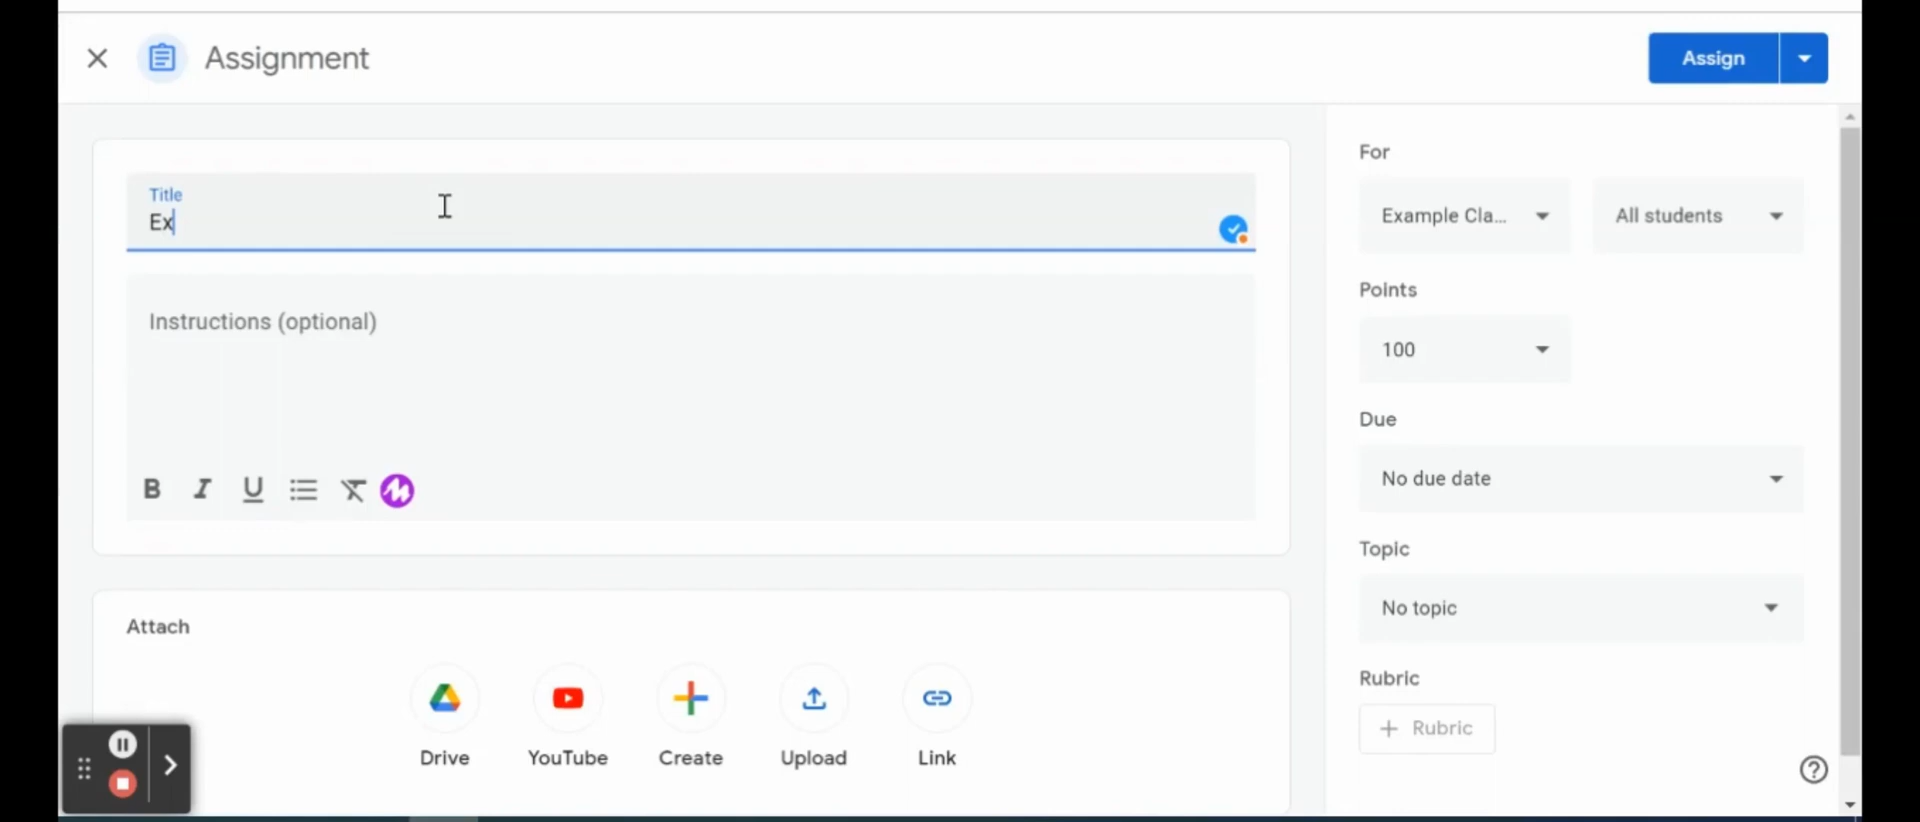 Assignment
Assign
Title
Ex
Instructions (optional)
B I U
Attach
Drive YouTube Create Upload Link
For
Example Cla... All students
Points
100
Due
No due date
Topic
No topic
Rubric
+ Rubric